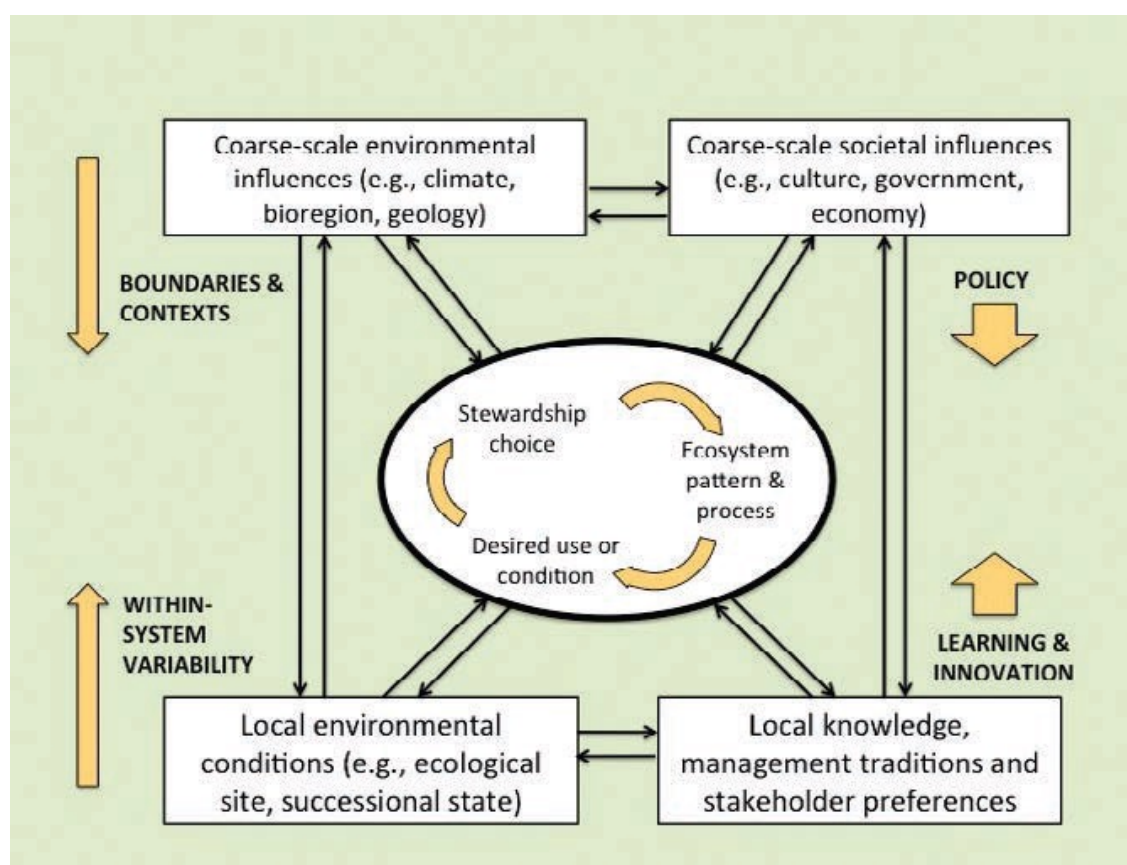 Coarse-scale environmental
influences (e.g., climate,
bioregion, geology)
Coarse-scale societal influences
(e.g., culture, government,
economy)
BOUNDARIES &
CONTEXTS
POLICY
Stewardship
choice
Ecosystem
pattern &
process
Desired use or
condition
WITHIN-
SYSTEM
VARIABILITY
LEARNING &
INNOVATION
Local environmental
conditions (e.g., ecological
site, successional state)
Local knowledge,
management traditions and
stakeholder preferences